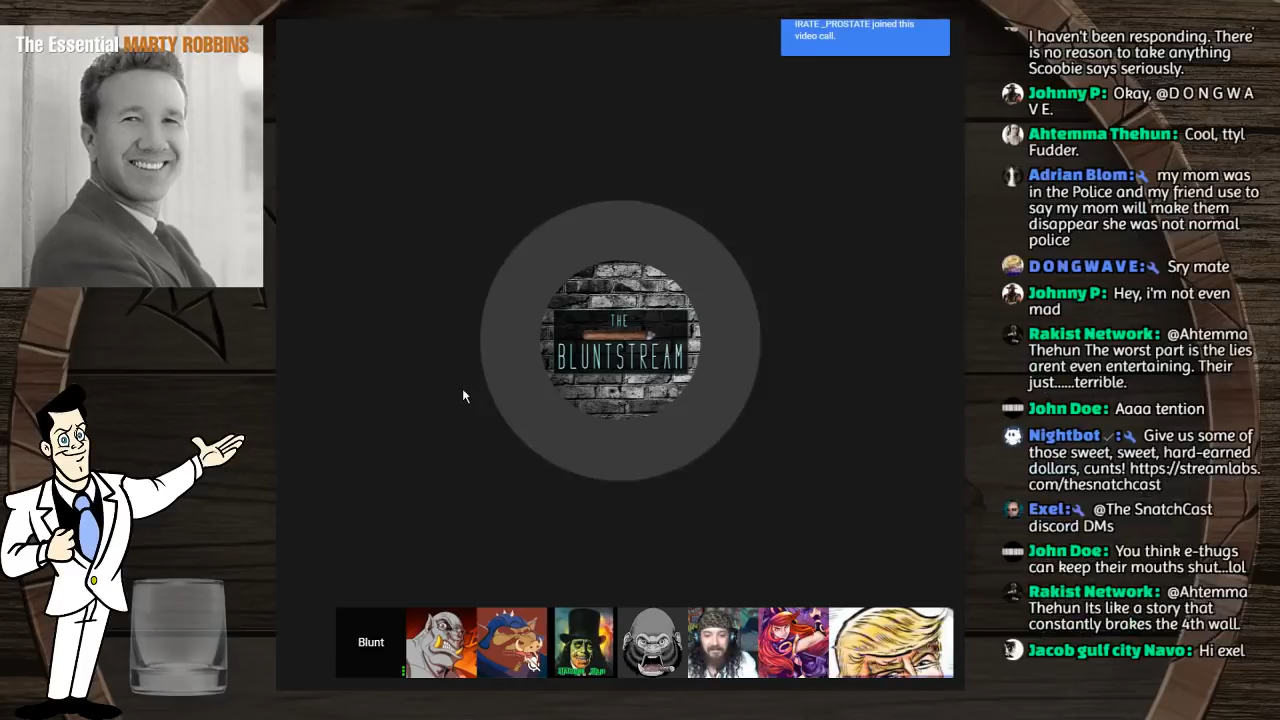 The Essential MARTY ROBBINS
IRATE _PROSTATE joined this
video call.
THE
BLUNTSTREAM
Blunt
I haven't been responding. There
is no reason to take anything
Scoobie says seriously.
Johnny P: Okay, @D O N G W A
V E.
Ahtemma Thehun: Cool, ttyl
Fudder.
Adrian Blom: my mom was
in the Police and my friend use to
say my mom will make them
disappear she was not normal
police
D O N G W A V E: Sry mate
Johnny P: Hey, i'm not even
mad
Rakist Network: @Ahtemma
Thehun The worst part is the lies
arent even entertaining. Their
just......terrible.
John Doe: Aaaa tention
Nightbot : Give us some of
those sweet, sweet, hard-earned
dollars, cunts! https://streamlabs.
com/thesnatchcast
Exel: @The SnatchCast
discord DMs
John Doe: You think e-thugs
can keep their mouths shut...lol
Rakist Network: @Ahtemma
Thehun Its like a story that
constantly brakes the 4th wall.
Jacob gulf city Navo: Hi exel